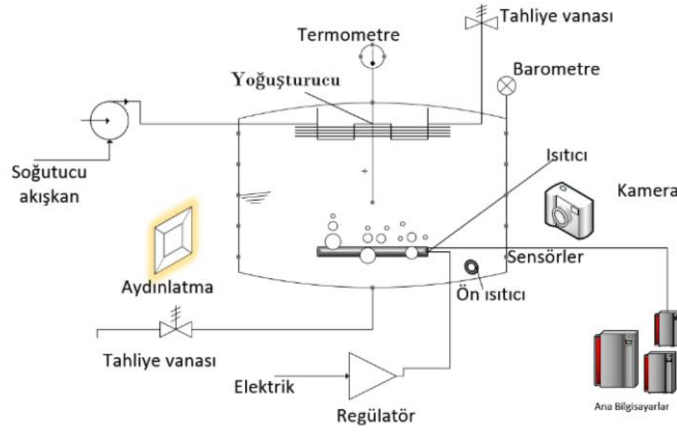 Tahliye vanası
Termometre
Barometre
Yoğuşturucu
Soğutucu
akışkan
Isıtıcı
Kamera
Sensörler
Aydınlatma
Ön ısıtıcı
Tahliye vanası
Elektrik
Regülatör
Ana Bilgisayarlar